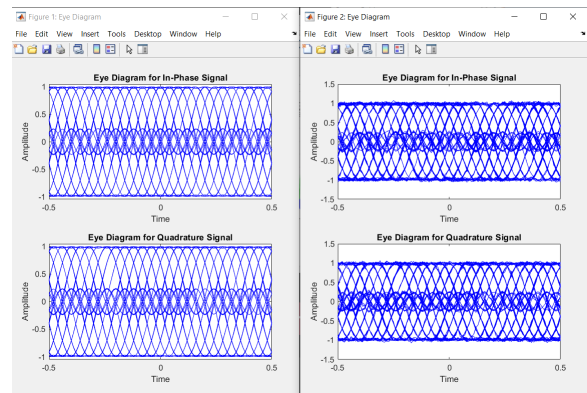 Figure 1: Eye Diagram
File Edit View Insert Tools Desktop Window Help
Eye Diagram for In-Phase Signal
1
0.5
0
-0.5
-1
Amplitude
-0.5 0 0.5
Time
Eye Diagram for Quadrature Signal
1
0.5
0
-0.5
-1
Amplitude
-0.5 0 0.5
Time
Figure 2: Eye Diagram
File Edit View Insert Tools Desktop Window Help
Eye Diagram for In-Phase Signal
1.5
1
0.5
0
-0.5
-1
-1.5
Amplitude
-0.5 0 0.5
Time
Eye Diagram for Quadrature Signal
1.5
1
0.5
0
-0.5
-1
-1.5
Amplitude
-0.5 0 0.5
Time